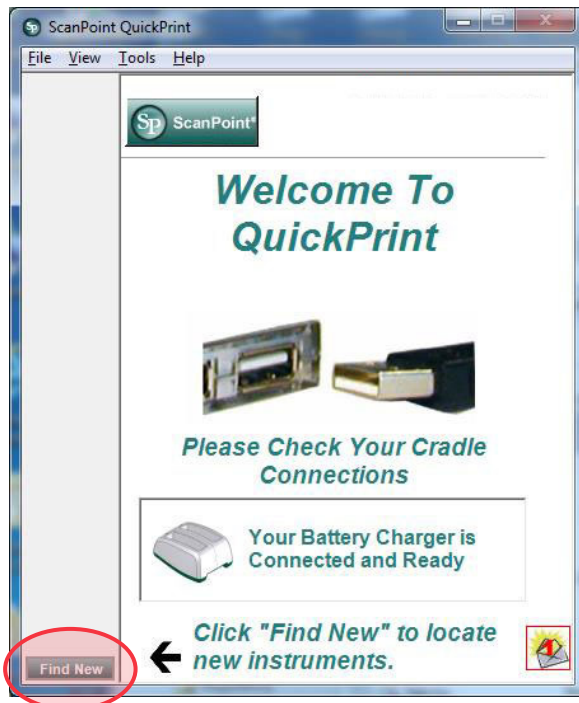 ScanPoint QuickPrint
File View Tools Help
Sp ScanPoint®
Welcome To
QuickPrint
Please Check Your Cradle
Connections
Your Battery Charger is
Connected and Ready
Click "Find New" to locate
new instruments.
Find New